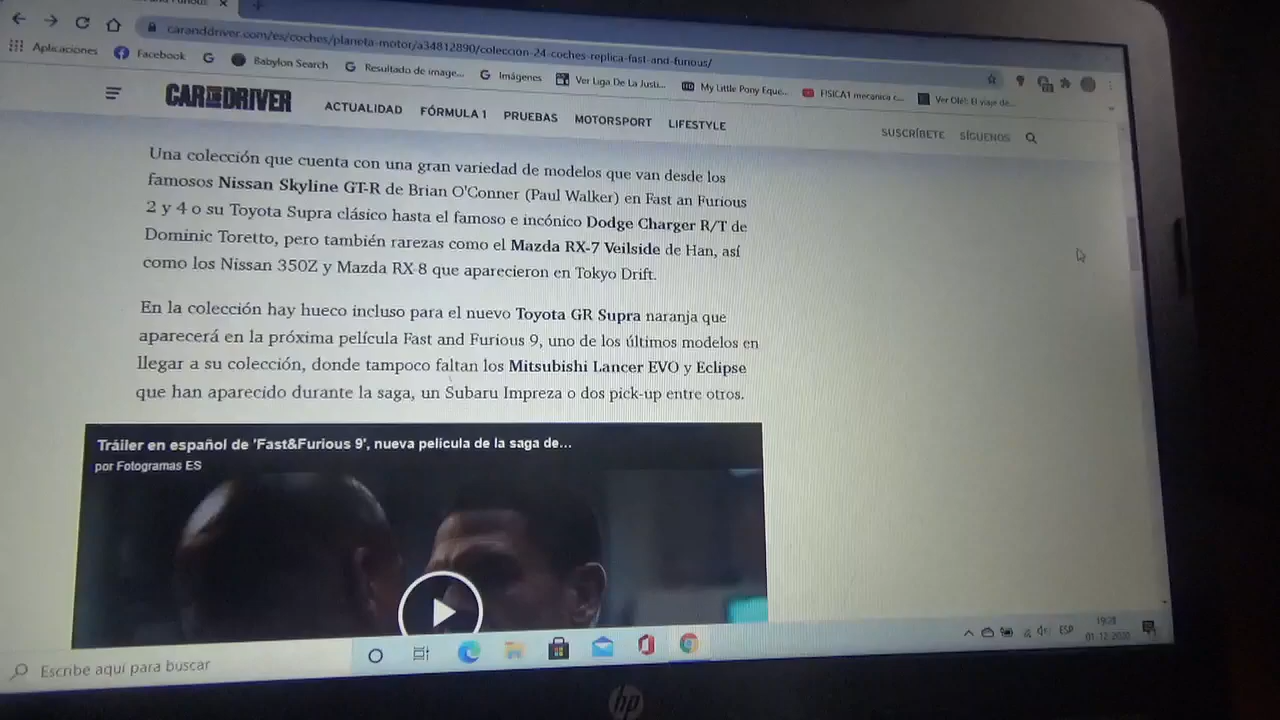 caranddriver.com/es/coches/planeta-motor/a34812890/coleccion-24-coches-replica-fast-and-furious/
Aplicaciones Facebook Babylon Search Resultado de image... Imágenes Ver Liga De La Justi... My Little Pony Eque... FISICA1 mecanica c... Ver Olé!: El viaje de...
CAR AND DRIVER ACTUALIDAD FÓRMULA 1 PRUEBAS MOTORSPORT LIFESTYLE SUSCRÍBETE SÍGUENOS
Una colección que cuenta con una gran variedad de modelos que van desde los
famosos Nissan Skyline GT-R de Brian O'Conner (Paul Walker) en Fast an Furious
2 y 4 o su Toyota Supra clásico hasta el famoso e incónico Dodge Charger R/T de
Dominic Toretto, pero también rarezas como el Mazda RX-7 Veilside de Han, así
como los Nissan 350Z y Mazda RX-8 que aparecieron en Tokyo Drift.
En la colección hay hueco incluso para el nuevo Toyota GR Supra naranja que
aparecerá en la próxima película Fast and Furious 9, uno de los últimos modelos en
llegar a su colección, donde tampoco faltan los Mitsubishi Lancer EVO y Eclipse
que han aparecido durante la saga, un Subaru Impreza o dos pick-up entre otros.
Tráiler en español de 'Fast&Furious 9', nueva película de la saga de...
por Fotogramas ES
Escribe aquí para buscar
ESP
19:28
01-12-2020
hp